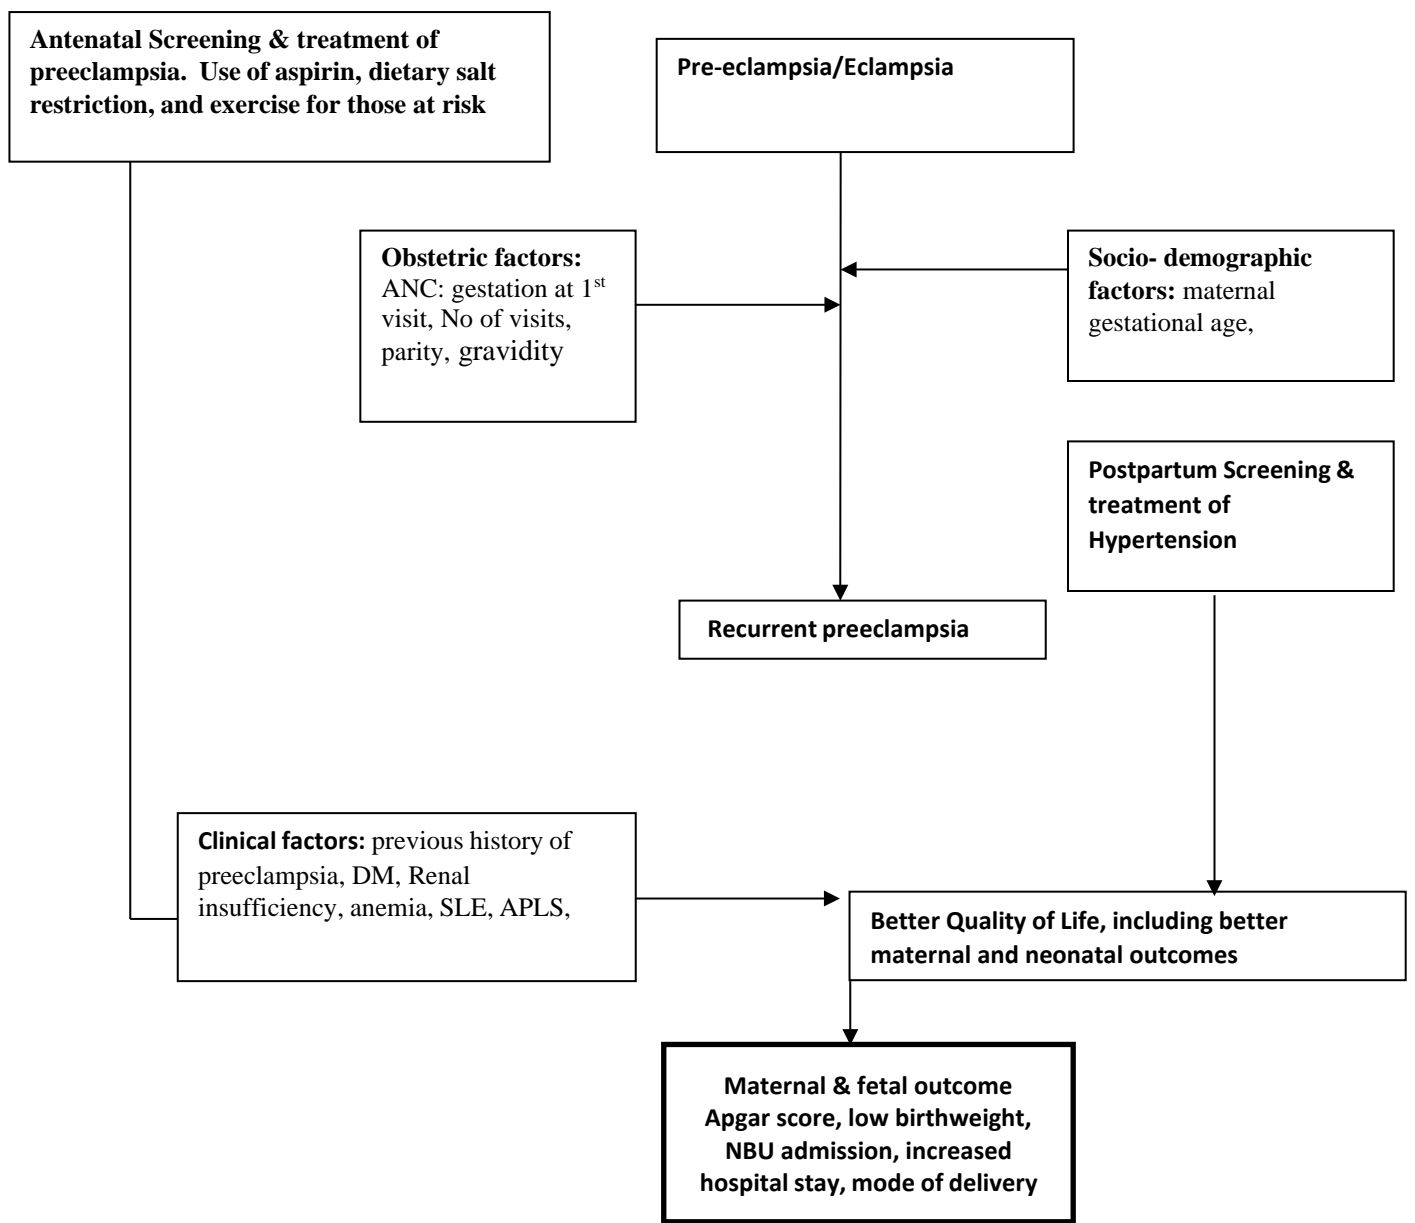 Antenatal Screening & treatment of
preeclampsia.  Use of aspirin, dietary salt
restriction, and exercise for those at risk
Pre-eclampsia/Eclampsia
Obstetric factors:
ANC: gestation at 1st
visit, No of visits,
parity, gravidity
Socio- demographic
factors: maternal
gestational age,
Postpartum Screening &
treatment of
Hypertension
Recurrent preeclampsia
Clinical factors: previous history of
preeclampsia, DM, Renal
insufficiency, anemia, SLE, APLS,
Better Quality of Life, including better
maternal and neonatal outcomes
Maternal & fetal outcome
Apgar score, low birthweight,
NBU admission, increased
hospital stay, mode of delivery